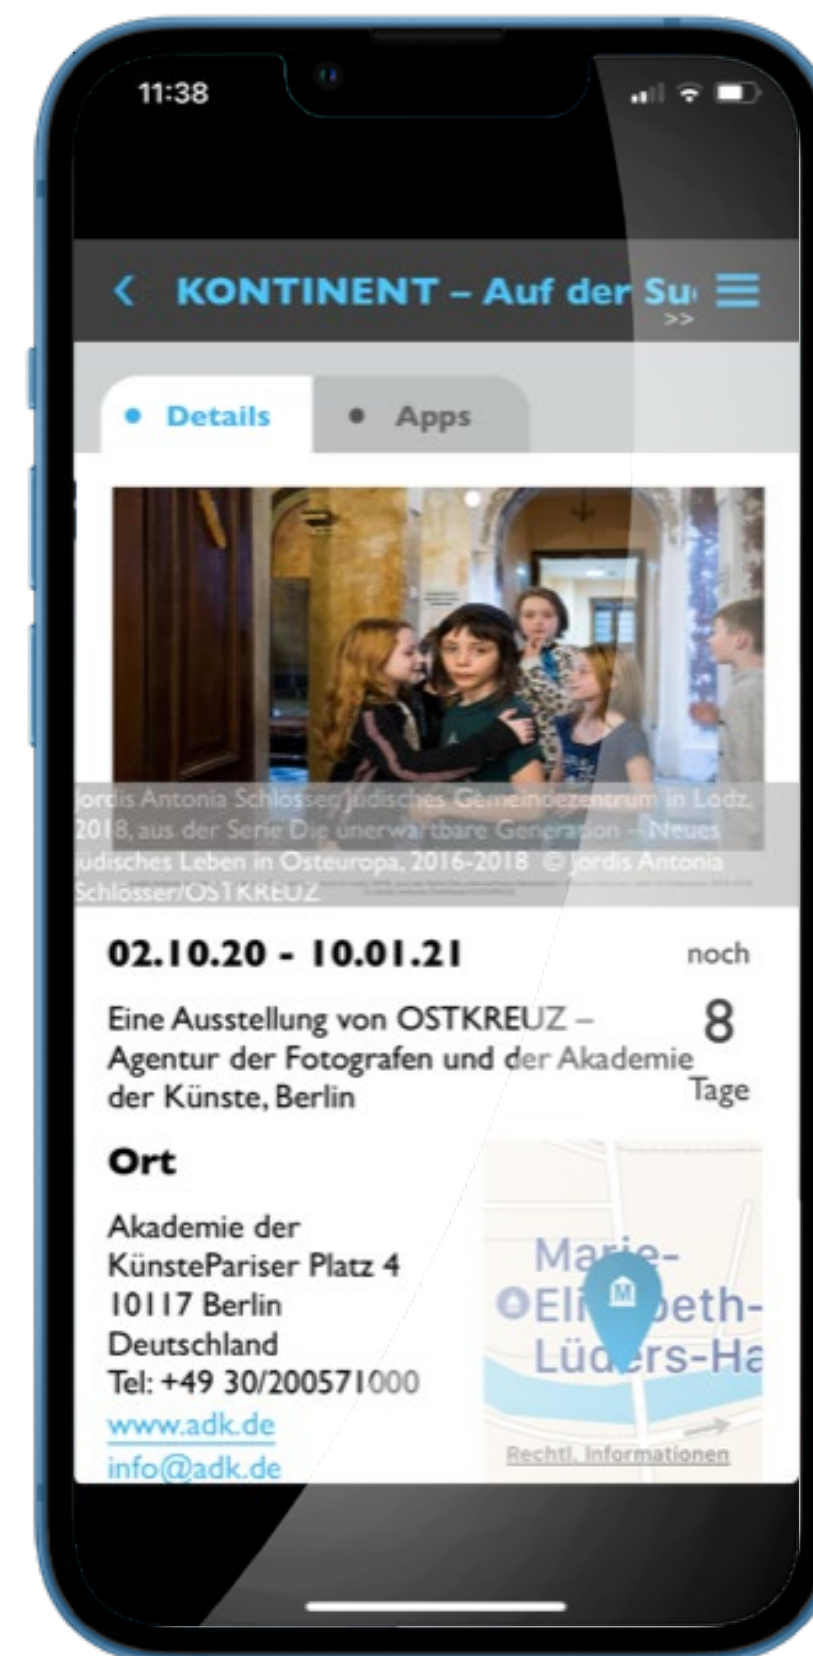 11:38
KONTINENT – Auf der Su
>>
Details
Apps
Jordis Antonia Schlösser, Jüdisches Gemeindezentrum in Lodz,
2018, aus der Serie Die unerwartbare Generation – Neues
jüdisches Leben in Osteuropa, 2016-2018 © Jordis Antonia
Schlösser/OSTKREUZ
02.10.20 - 10.01.21
noch
8
Tage
Eine Ausstellung von OSTKREUZ –
Agentur der Fotografen und der Akademie
der Künste, Berlin
Ort
Akademie der
KünstePariser Platz 4
10117 Berlin
Deutschland
Tel: +49 30/200571000
www.adk.de
info@adk.de
Marie-
Elisabeth-
Lüders-Ha
M
Rechtl. Informationen